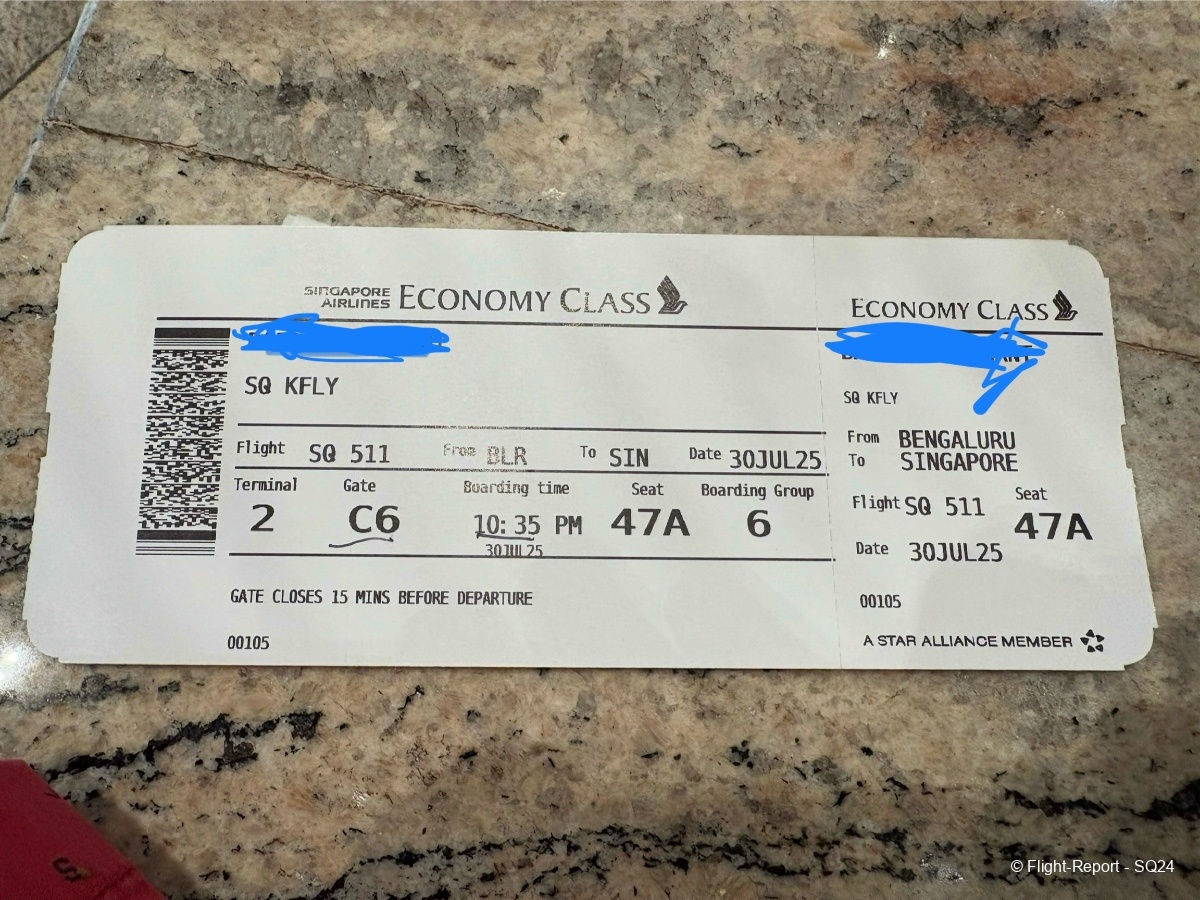 SINGAPORE AIRLINES ECONOMY CLASS
SQ KFLY
Flight SQ 511 From BLR To SIN Date 30JUL25
Terminal Gate Boarding time Seat Boarding Group
2 C6 10:35 PM 47A 6
30JUL25
GATE CLOSES 15 MINS BEFORE DEPARTURE
00105
ECONOMY CLASS
SQ KFLY
From BENGALURU
To SINGAPORE
Flight SQ 511 Seat 47A
Date 30JUL25
00105
A STAR ALLIANCE MEMBER
© Flight-Report - SQ24